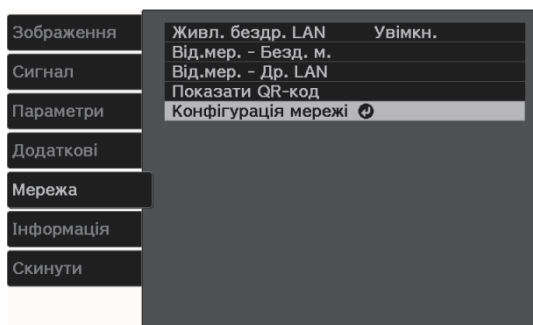 Зображення
Сигнал
Параметри
Додаткові
Мережа
Інформація
Скинути
Живл. бездр. LAN Увімкн.
Від.мер. - Безд. м.
Від.мер. - Др. LAN
Показати QR-код
Конфігурація мережі